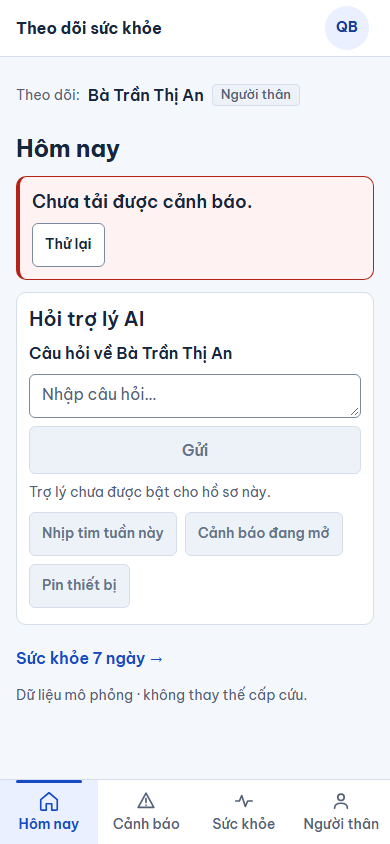 Theo dõi sức khỏe
QB
Theo dõi: Bà Trần Thị An Người thân
Hôm nay
Chưa tải được cảnh báo.
Thử lại
Hỏi trợ lý AI
Câu hỏi về Bà Trần Thị An
Nhập câu hỏi...
Gửi
Trợ lý chưa được bật cho hồ sơ này.
Nhịp tim tuần này Cảnh báo đang mở
Pin thiết bị
Sức khỏe 7 ngày →
Dữ liệu mô phỏng · không thay thế cấp cứu.
Hôm nay Cảnh báo Sức khỏe Người thân